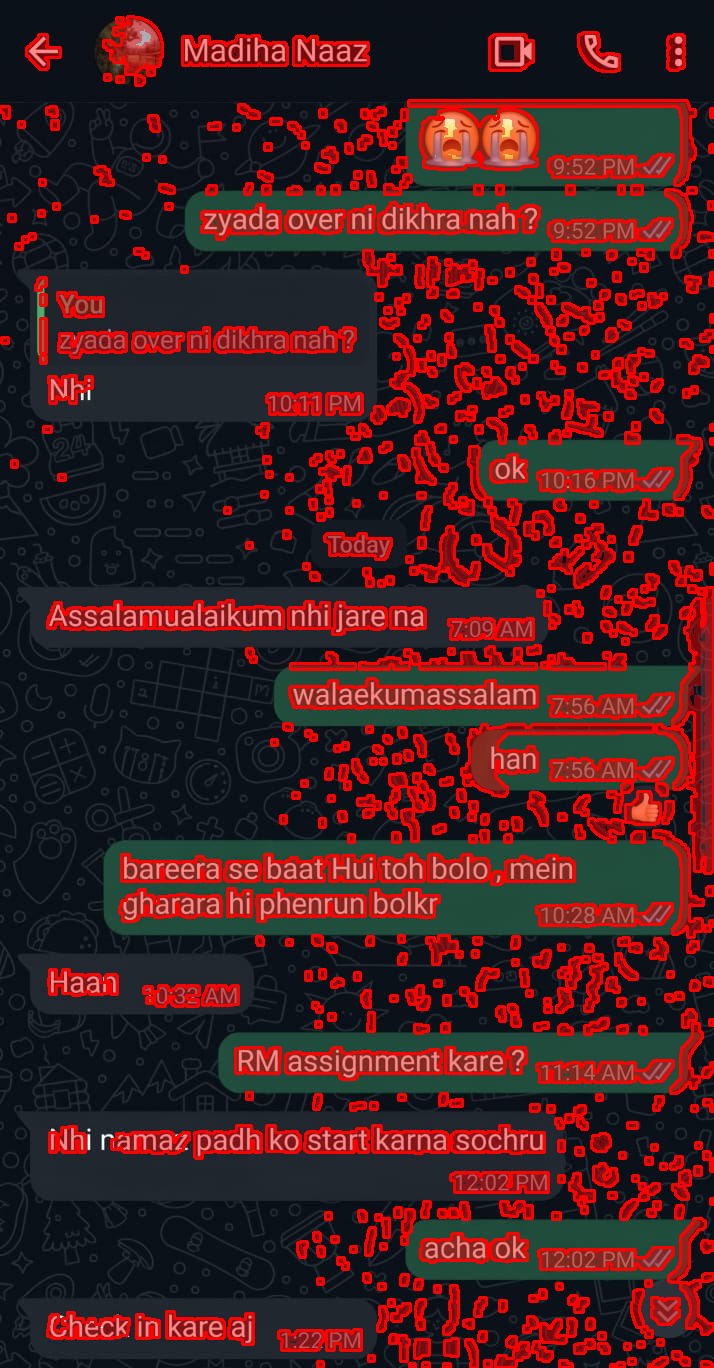 Madiha Naaz
😭😭 9:52 PM
zyada over ni dikhra nah ? 9:52 PM
You
zyada over ni dikhra nah ?
Nhi 10:11 PM
ok 10:16 PM
Today
Assalamualaikum nhi jare na 7:09 AM
walaekumassalam 7:56 AM
han 7:56 AM
👍
bareera se baat Hui toh bolo , mein
gharara hi phenrun bolkr 10:28 AM
Haan 10:32 AM
RM assignment kare ? 11:14 AM
Nhi namaz padh ko start karna sochru
12:02 PM
acha ok 12:02 PM
Check in kare aj 1:22 PM